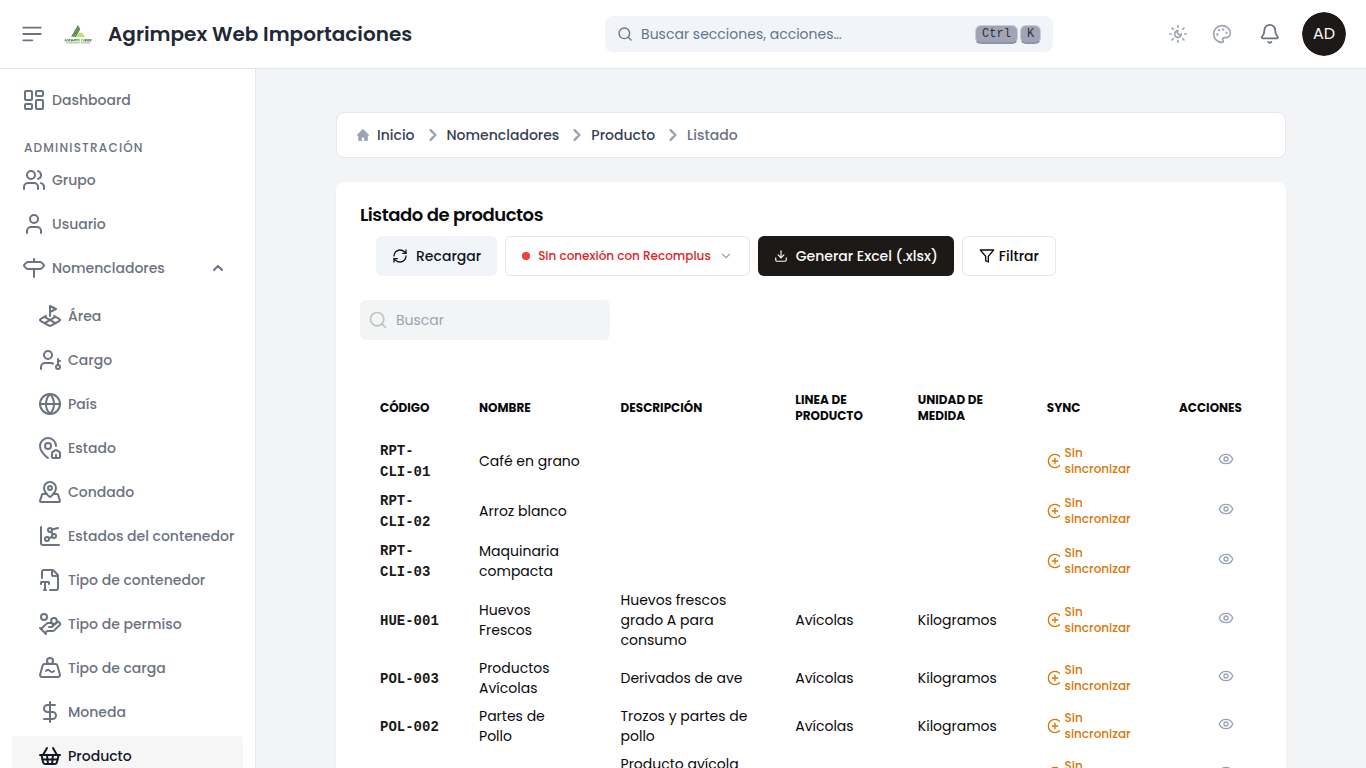 Agrimpex Web Importaciones
Buscar secciones, acciones...
Ctrl K
AD
Dashboard
ADMINISTRACIÓN
Grupo
Usuario
Nomencladores
Área
Cargo
País
Estado
Condado
Estados del contenedor
Tipo de contenedor
Tipo de permiso
Tipo de carga
Moneda
Producto
Inicio > Nomencladores > Producto > Listado
Listado de productos
Recargar
Sin conexión con Recomplus
Generar Excel (.xlsx)
Filtrar
Buscar
CÓDIGO NOMBRE DESCRIPCIÓN LINEA DE PRODUCTO UNIDAD DE MEDIDA SYNC ACCIONES
RPT-CLI-01 Café en grano Sin sincronizar
RPT-CLI-02 Arroz blanco Sin sincronizar
RPT-CLI-03 Maquinaria compacta Sin sincronizar
HUE-001 Huevos Frescos Huevos frescos grado A para consumo Avícolas Kilogramos Sin sincronizar
POL-003 Productos Avícolas Derivados de ave Avícolas Kilogramos Sin sincronizar
POL-002 Partes de Pollo Trozos y partes de pollo Avícolas Kilogramos Sin sincronizar
Producto avícola Sin